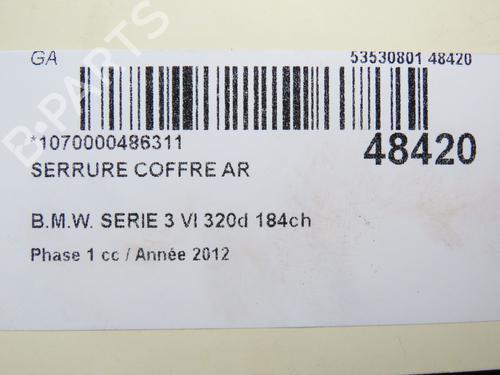 GA
53530801 48420
*1070000486311
48420
SERRURE COFFRE AR
B.M.W. SERIE 3 VI 320d 184ch
Phase 1 cc / Année 2012
B-PARTS